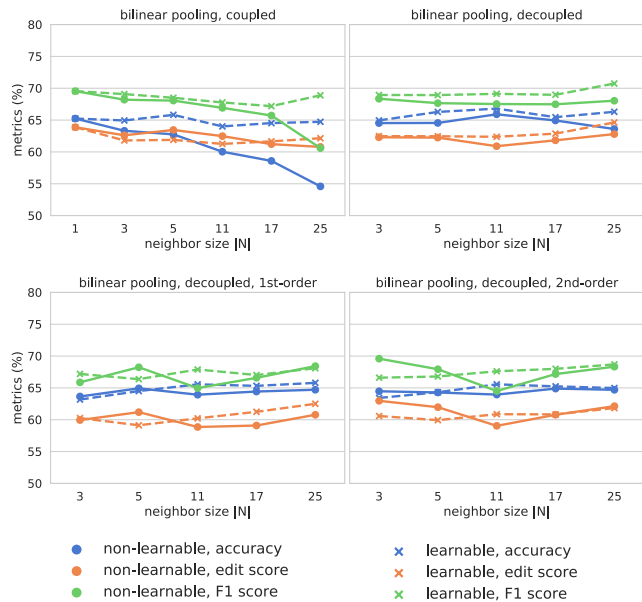 bilinear pooling, coupled
bilinear pooling, decoupled
80
75
70
65
60
55
50
metrics (%)
1 3 5 11 17 25
neighbor size |N|
3 5 11 17 25
neighbor size |N|
bilinear pooling, decoupled, 1st-order
bilinear pooling, decoupled, 2nd-order
80
75
70
65
60
55
50
metrics (%)
3 5 11 17 25
neighbor size |N|
3 5 11 17 25
neighbor size |N|
non-learnable, accuracy
non-learnable, edit score
non-learnable, F1 score
learnable, accuracy
learnable, edit score
learnable, F1 score